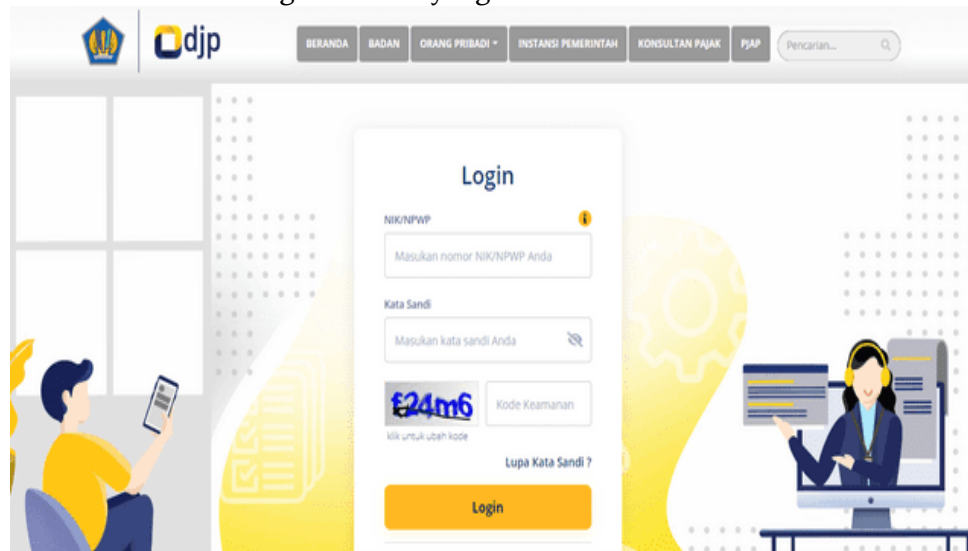 djp
BERANDA BADAN ORANG PRIBADI INSTANSI PEMERINTAH KONSULTAN PAJAK PJAP Pencarian...
Login
NIK/NPWP
Masukan nomor NIK/NPWP Anda
Kata Sandi
Masukan kata sandi Anda
f24m6 Kode Keamanan
klik untuk ubah kode
Lupa Kata Sandi ?
Login